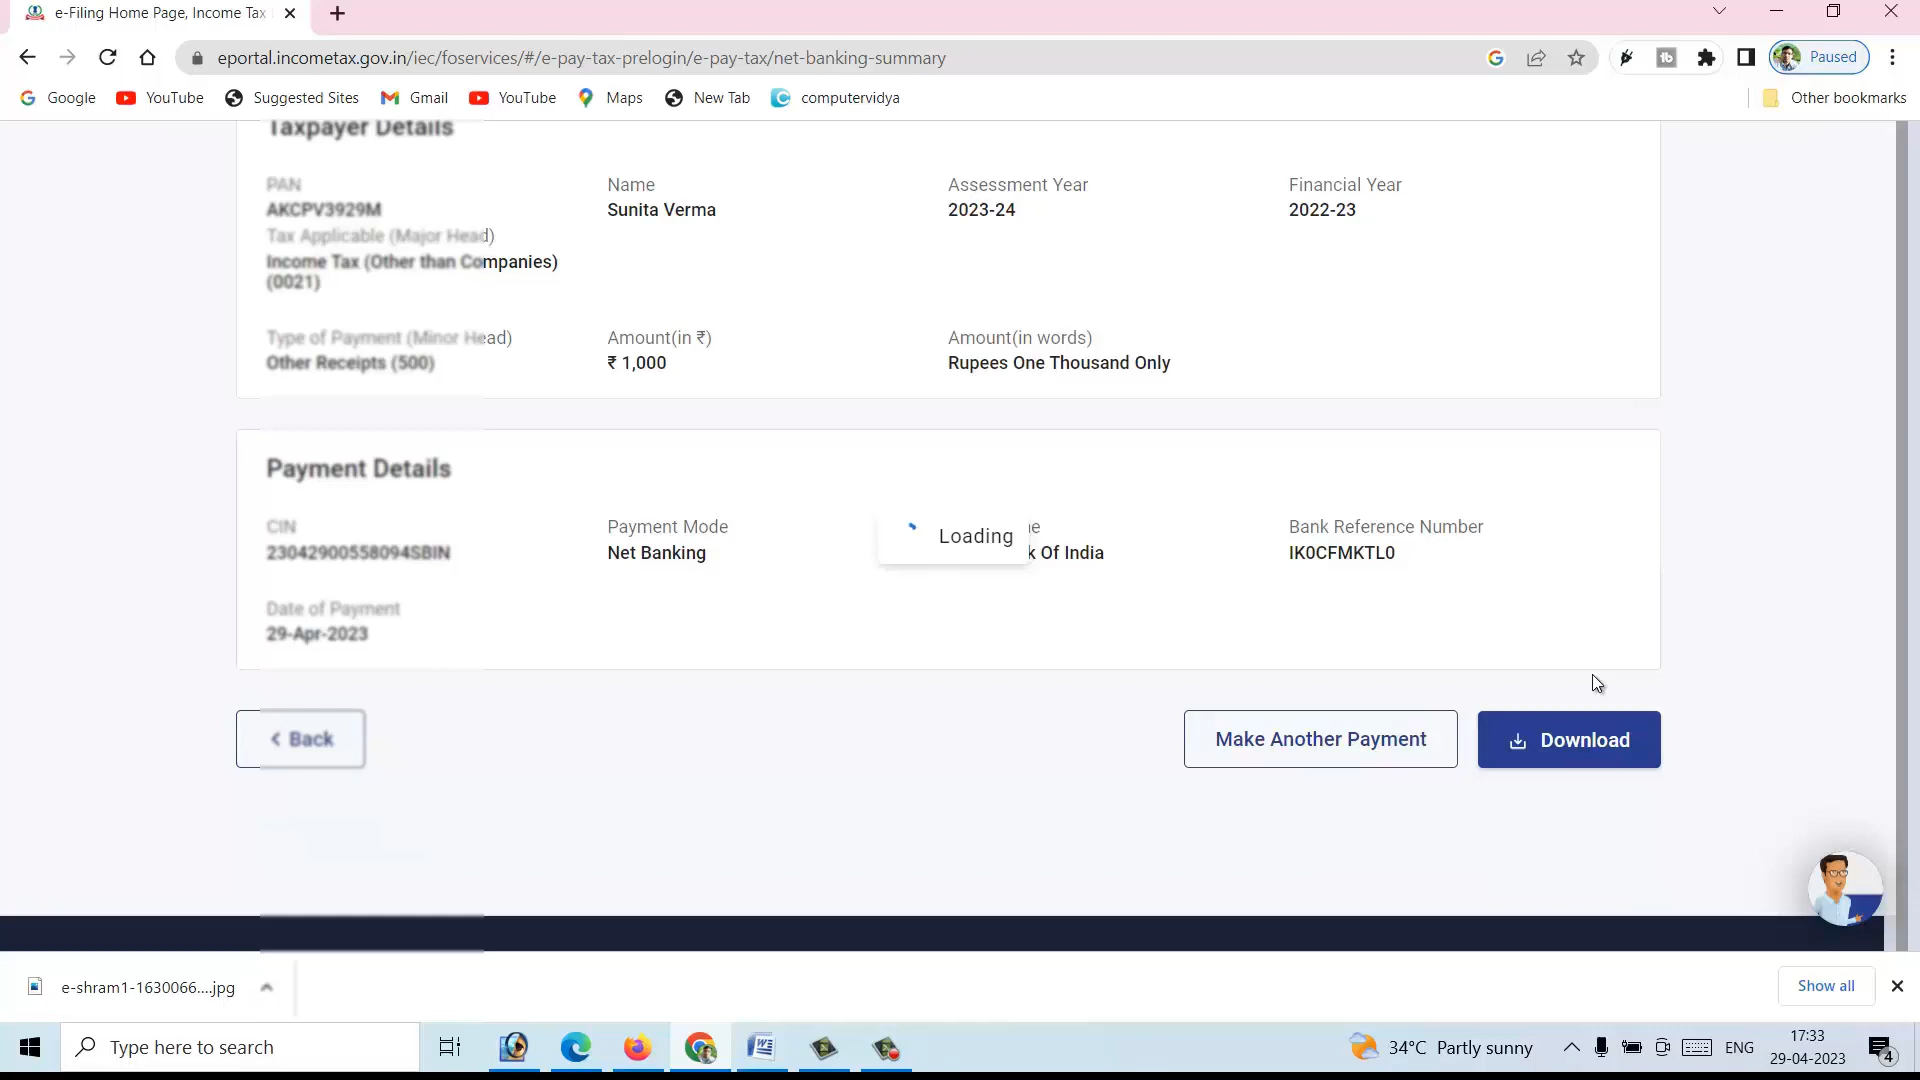 e-Filing Home Page, Income Tax
eportal.incometax.gov.in/iec/foservices/#/e-pay-tax-prelogin/e-pay-tax/net-banking-summary
Paused
Google YouTube Suggested Sites Gmail YouTube Maps New Tab computervidya Other bookmarks
Taxpayer Details
PAN Name Assessment Year Financial Year
AKCPV3929M Sunita Verma 2023-24 2022-23
Tax Applicable (Major Head)
Income Tax (Other than Companies)
(0021)
Type of Payment (Minor Head) Amount(in ₹) Amount(in words)
Other Receipts (500) ₹ 1,000 Rupees One Thousand Only
Payment Details
CIN Payment Mode Bank Reference Number
23042900558094SBIN Net Banking Of India IK0CFMKTL0
Loading
Date of Payment
29-Apr-2023
Back Make Another Payment Download
e-shram1-1630066....jpg Show all
Type here to search 34°C Partly sunny ENG 17:33
29-04-2023 4